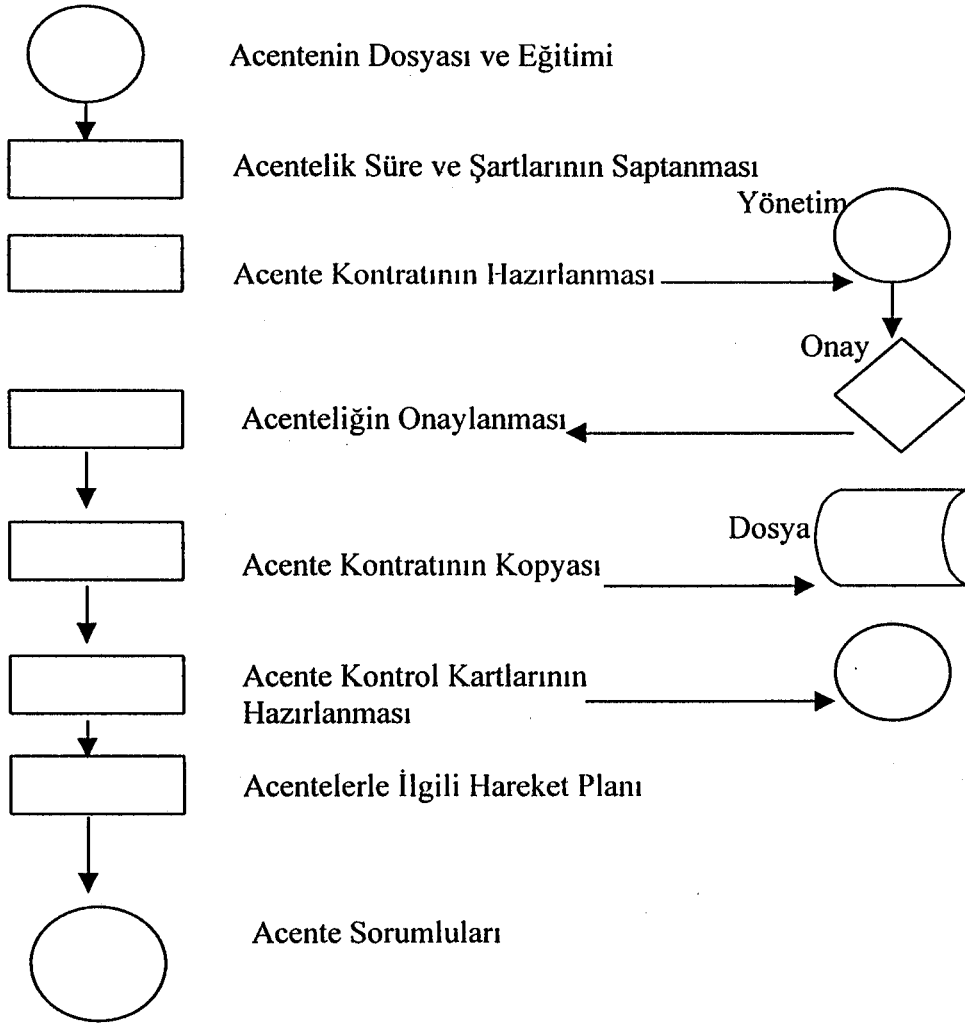 Acentenin Dosyası ve Eğitimi
Acentelik Süre ve Şartlarının Saptanması
Yönetim
Acente Kontratının Hazırlanması
Onay
Acenteliğin Onaylanması
Dosya
Acente Kontratının Kopyası
Acente Kontrol Kartlarının
Hazırlanması
Acentelerle İlgili Hareket Planı
Acente Sorumluları